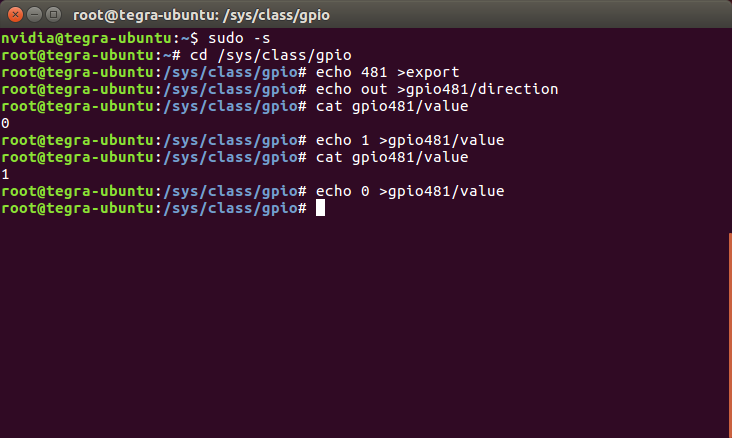 root@tegra-ubuntu: /sys/class/gpio
nvidia@tegra-ubuntu:~$ sudo -s
root@tegra-ubuntu:~# cd /sys/class/gpio
root@tegra-ubuntu:/sys/class/gpio# echo 481 >export
root@tegra-ubuntu:/sys/class/gpio# echo out >gpio481/direction
root@tegra-ubuntu:/sys/class/gpio# cat gpio481/value
0
root@tegra-ubuntu:/sys/class/gpio# echo 1 >gpio481/value
root@tegra-ubuntu:/sys/class/gpio# cat gpio481/value
1
root@tegra-ubuntu:/sys/class/gpio# echo 0 >gpio481/value
root@tegra-ubuntu:/sys/class/gpio#